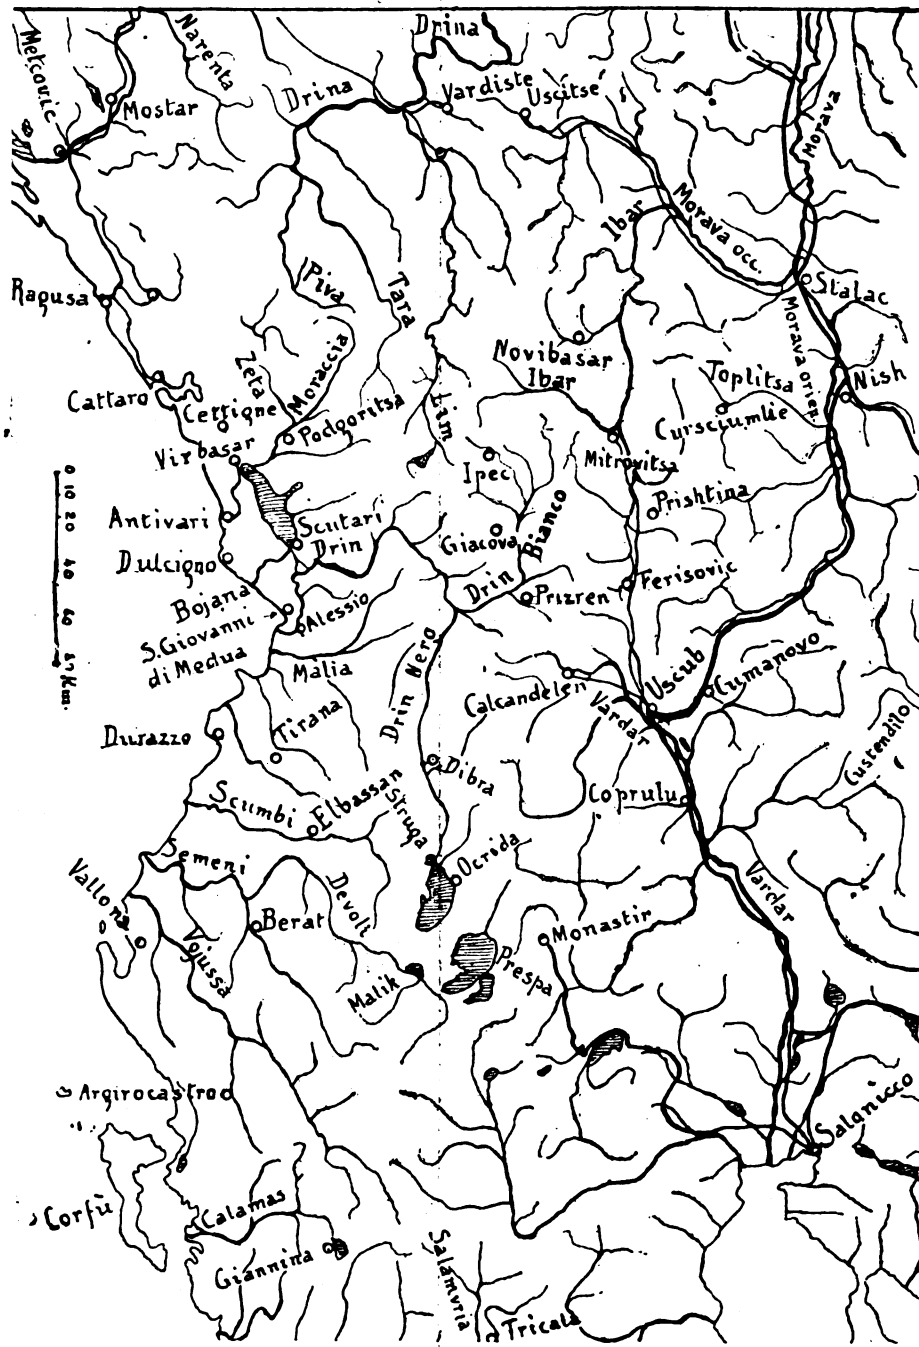 Drina
Metcovic
Narenta
Drina
Vardiste
Uscitse
Mostar
Morava
Ibar
Morava occ.
Ragusa
Piva
Tara
Stalac
Morava orien.
Zeta
Moraccia
Novibasar
Ibar
Toplitsa
Nish
Cattaro
Cettigne
Podgoritsa
Lim
Cursciumlie
Virbasar
Ipec
Mitrovitsa
0 10 20 40 60 67 Km.
Prishtina
Antivari
Scutari
Drin
Giacova
Bianco
Dulcigno
Drin
Ferisovic
Bojana
Prizren
Alessio
S. Giovanni
di Medua
Malia
Drin Nero
Calcandelen
Uscub
Cumanovo
Vardar
Durazzo
Tirana
Custendilo
Dibra
Scumbi
Elbassan
Struga
Coprulu
Semeni
Ocrida
Vardar
Vallona
Devoli
Berat
Monastir
Vojussa
Prespa
Malik
Argirocastro
Salonicco
Corfù
Calamas
Giannina
Salamvria
Tricala